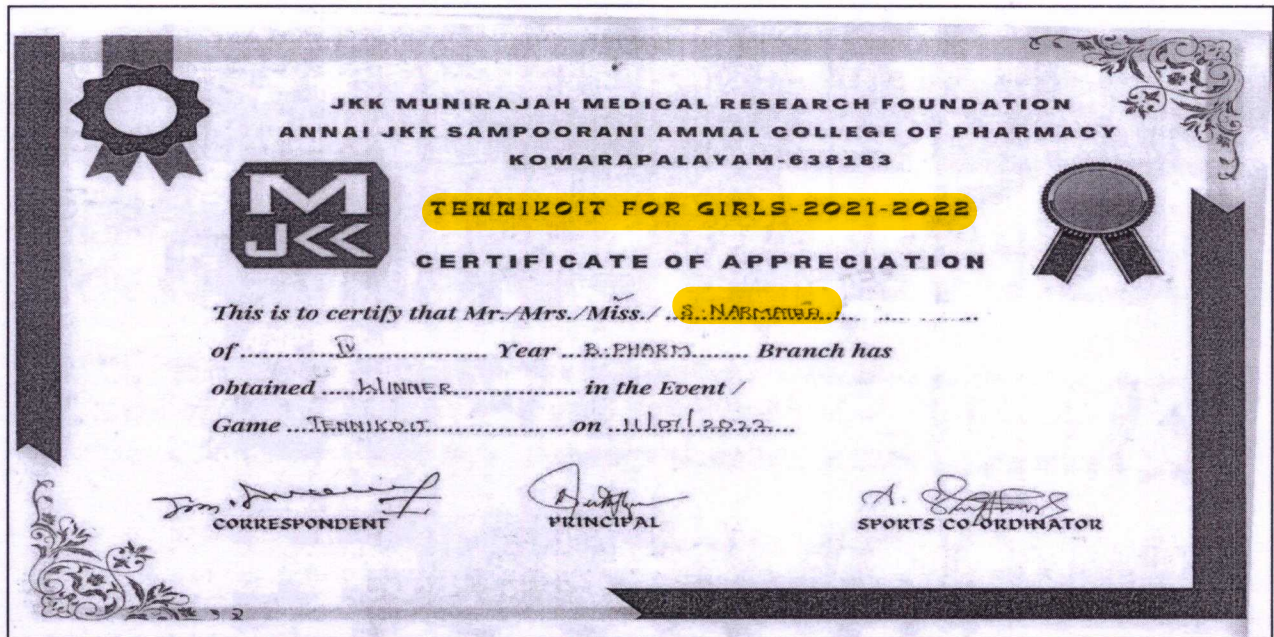 JKK MUNIRAJAH MEDICAL RESEARCH FOUNDATION
ANNAI JKK SAMPOORANI AMMAL COLLEGE OF PHARMACY
KOMARAPALAYAM-638183
M
JKK
TENNIKOIT FOR GIRLS-2021-2022
CERTIFICATE OF APPRECIATION
This is to certify that Mr./Mrs./Miss./ S. NARMATHA
of IV Year B.PHARM Branch has
obtained WINNER in the Event /
Game TENNIKOIT on 11/07/2022
CORRESPONDENT PRINCIPAL SPORTS CO-ORDINATOR